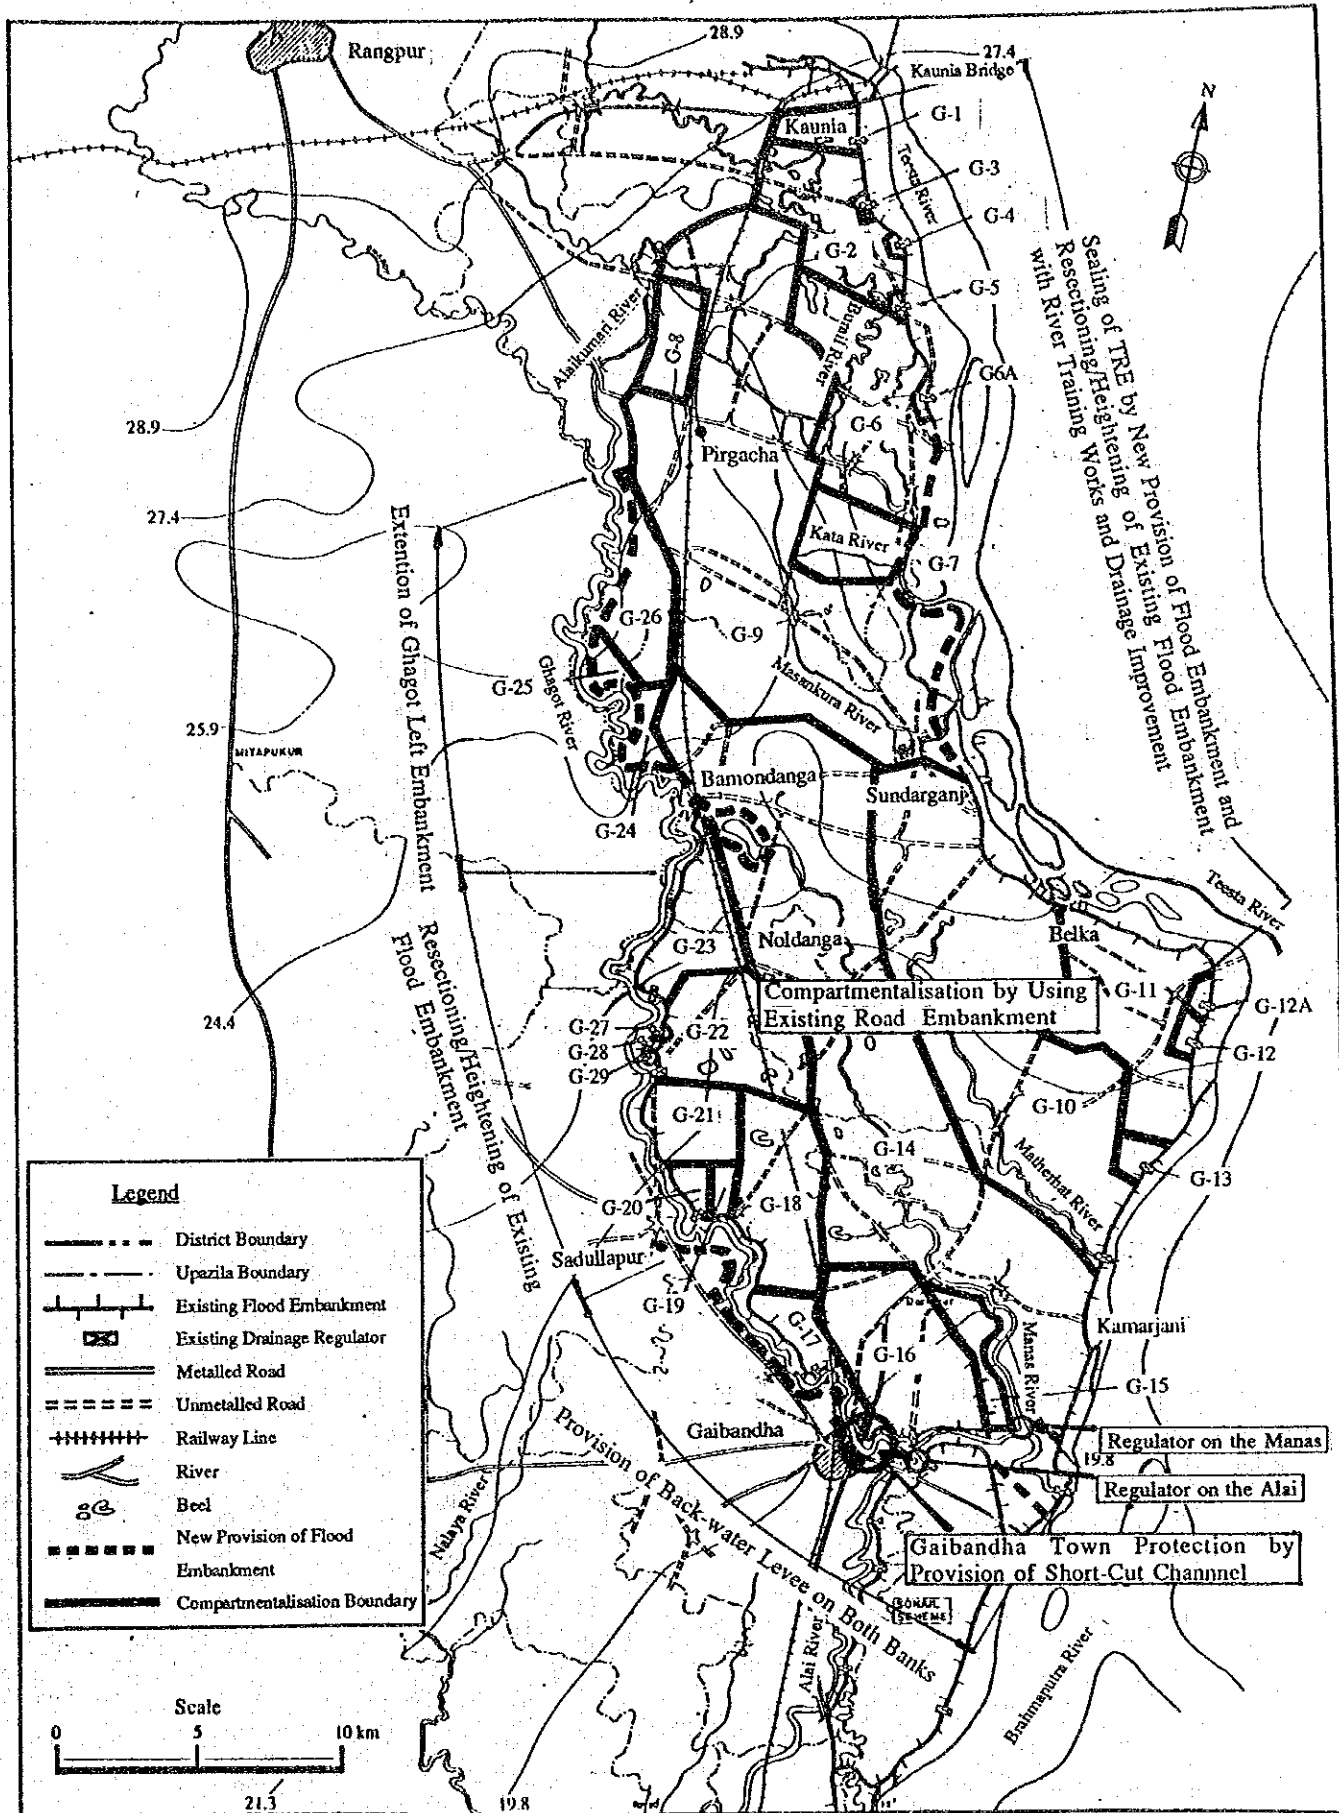 Rangpur
28.9
27.4
Kaunia Bridge
N
Kaunia
G-1
Teesta River
G-3
G-4
G-2
G-5
Sealing of TRE by New Provision of Flood Embankment and
Resectioning/Heightening of Existing Flood Embankment
with River Training Works and Drainage Improvement
Alaikumari River
G-8
Burail River
G6A
28.9
G-6
Pirgacha
27.4
Extention of Ghagot Left Embankment
Kata River
G-7
G-26
G-9
G-25
Ghagot River
Masankura River
25.9
MITAPUKUR
Bamondanga
Sundarganj
G-24
Teesta River
Resectioning/Heightening of Existing
Flood Embankment
G-23
Noldanga
Belka
Compartmentalisation by Using
Existing Road Embankment
G-11
G-12A
24.4
G-27
G-22
G-28
G-12
G-29
G-21
G-10
G-14
Matherhat River
G-13
G-20
G-18
Sadullapur
G-19
Kamarjani
G-17
G-16
Manas River
G-15
Provision of Back-water Levee on Both Banks
Gaibandha
Regulator on the Manas
19.8
Regulator on the Alai
Nalaya River
Gaibandha Town Protection by
Provision of Short-Cut Channnel
SONAIL
SCHEME
Alai River
Brahmaputra River
Legend
District Boundary
Upazila Boundary
Existing Flood Embankment
Existing Drainage Regulator
Metalled Road
Unmetalled Road
Railway Line
River
Beel
New Provision of Flood
Embankment
Compartmentalisation Boundary
Scale
0 5 10 km
21.3
19.8